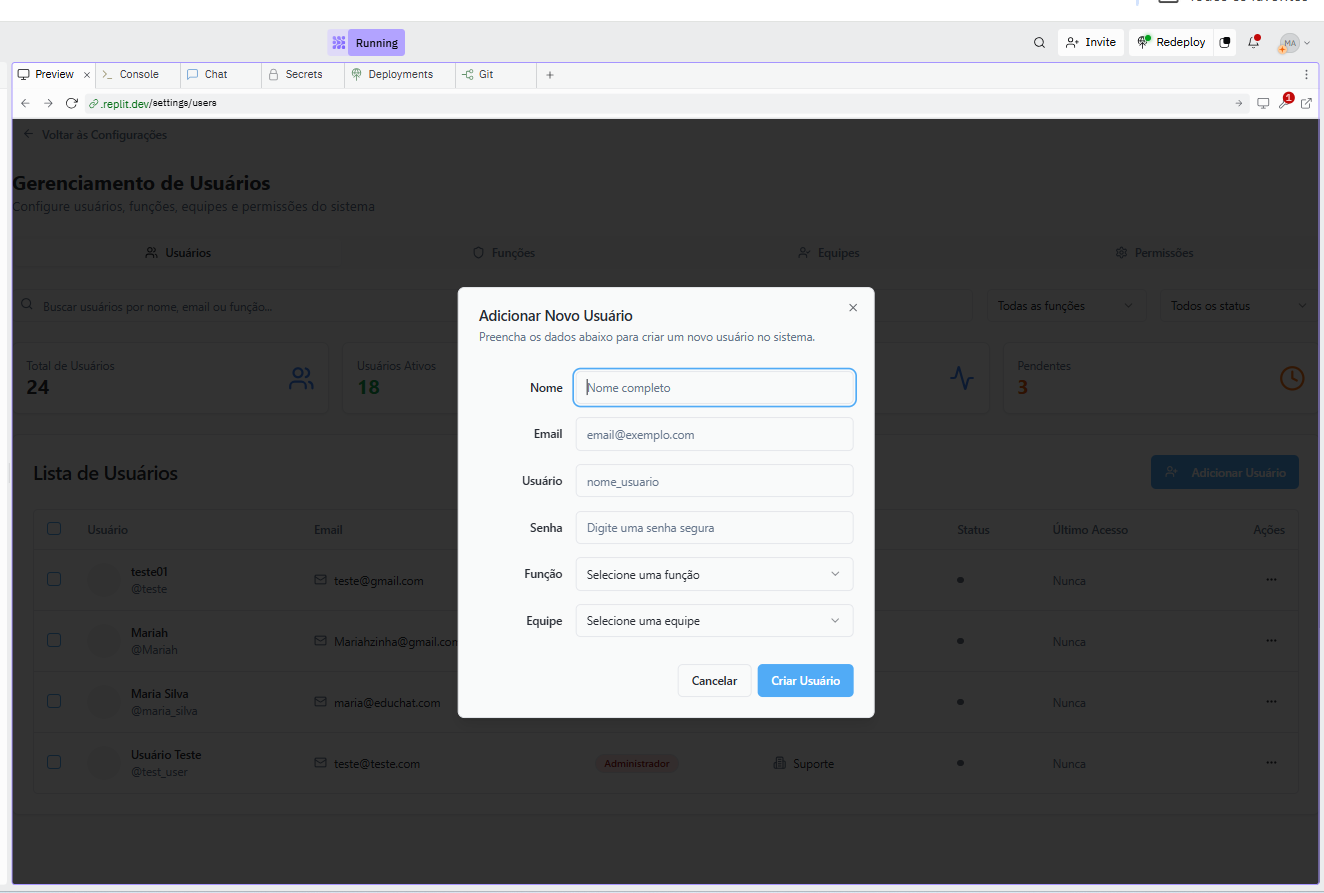 Running
Invite
Redeploy
MA
Preview
Console
Chat
Secrets
Deployments
Git
.replit.dev/settings/users
1
Voltar às Configurações
Gerenciamento de Usuários
Configure usuários, funções, equipes e permissões do sistema
Usuários
Funções
Equipes
Permissões
Buscar usuários por nome, email ou função...
Todas as funções
Todos os status
Total de Usuários
24
Usuários Ativos
18
Pendentes
3
Adicionar Novo Usuário
Preencha os dados abaixo para criar um novo usuário no sistema.
Nome
Nome completo
Email
email@exemplo.com
Usuário
nome_usuario
Senha
Digite uma senha segura
Função
Selecione uma função
Equipe
Selecione uma equipe
Cancelar
Criar Usuário
Lista de Usuários
Adicionar Usuário
Usuário
Email
Status
Último Acesso
Ações
teste01
@teste
teste@gmail.com
Nunca
Mariah
@Mariah
Mariahzinha@gmail.con
Nunca
Maria Silva
@maria_silva
maria@educhat.com
Nunca
Usuário Teste
@test_user
teste@teste.com
Administrador
Suporte
Nunca